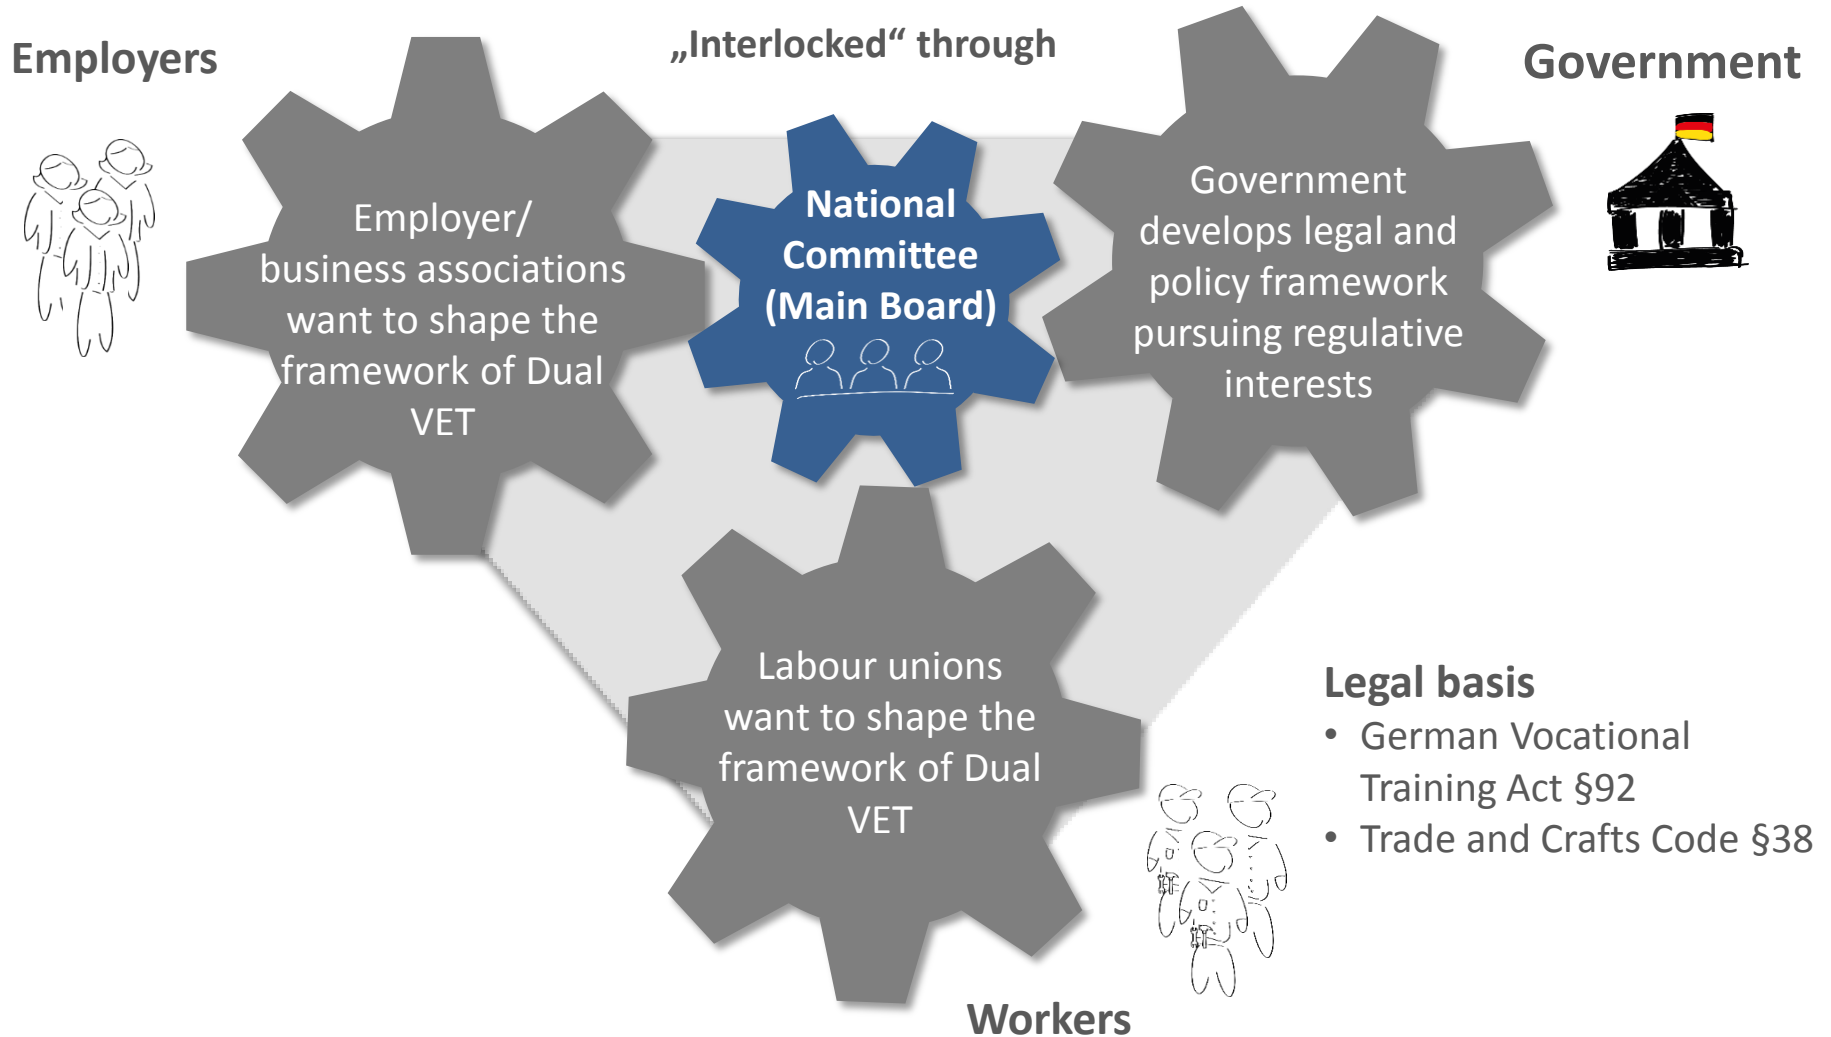 Employers
„Interlocked“ through
Government
Employer/
business associations
want to shape the
framework of Dual
VET
National
Committee
(Main Board)
Government
develops legal and
policy framework
pursuing regulative
interests
Labour unions
want to shape the
framework of Dual
VET
Legal basis
• German Vocational
Training Act §92
• Trade and Crafts Code §38
Workers